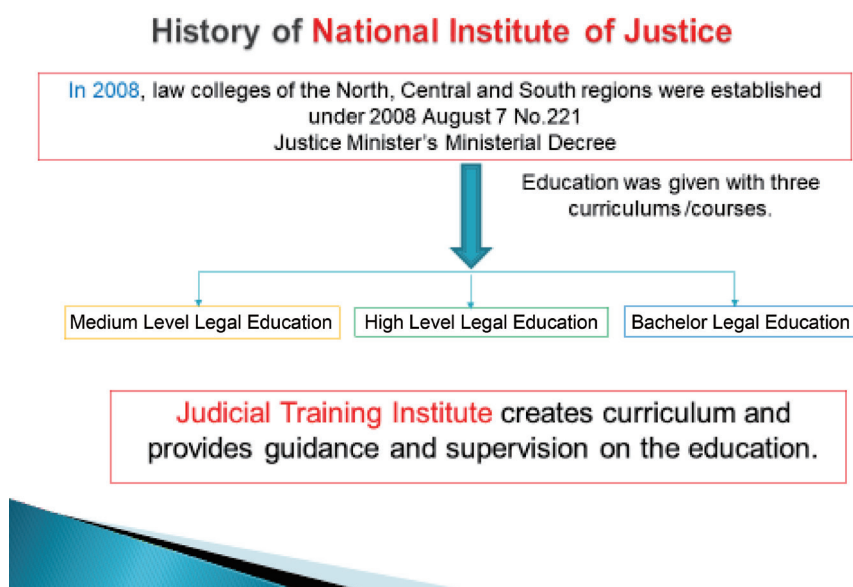 History of National Institute of Justice
In 2008, law colleges of the North, Central and South regions were established
under 2008 August 7 No.221
Justice Minister's Ministerial Decree
Education was given with three
curriculums/courses.
Medium Level Legal Education
High Level Legal Education
Bachelor Legal Education
Judicial Training Institute creates curriculum and
provides guidance and supervision on the education.